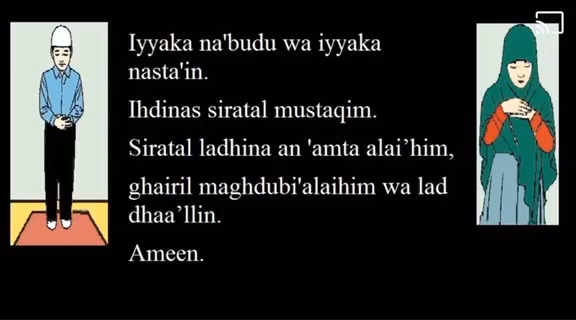 Iyyaka na'budu wa iyyaka
nasta'in.
Ihdinas siratal mustaqim.
Siratal ladhina an 'amta alai’him,
ghairil maghdubi'alaihim wa lad
dhaa’llin.
Ameen.